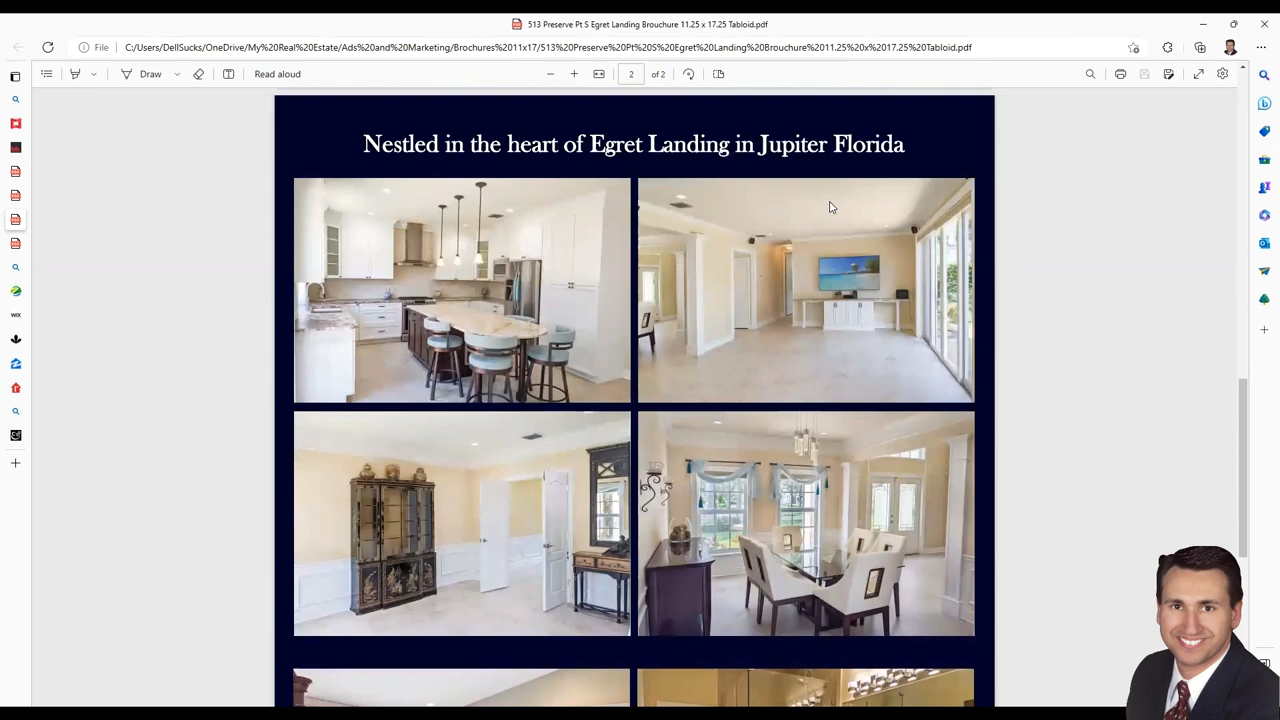 513 Preserve Pt S Egret Landing Brouchure 11.25 x 17.25 Tabloid.pdf
File
C:/Users/DellSucks/OneDrive/My%20Real%20Estate/Ads%20and%20Marketing/Brochures%2011x17/513%20Preserve%20Pt%20S%20Egret%20Landing%20Brouchure%2011.25%20x%2017.25%20Tabloid.pdf
Draw
Read aloud
2
of 2
WIX
Nestled in the heart of Egret Landing in Jupiter Florida